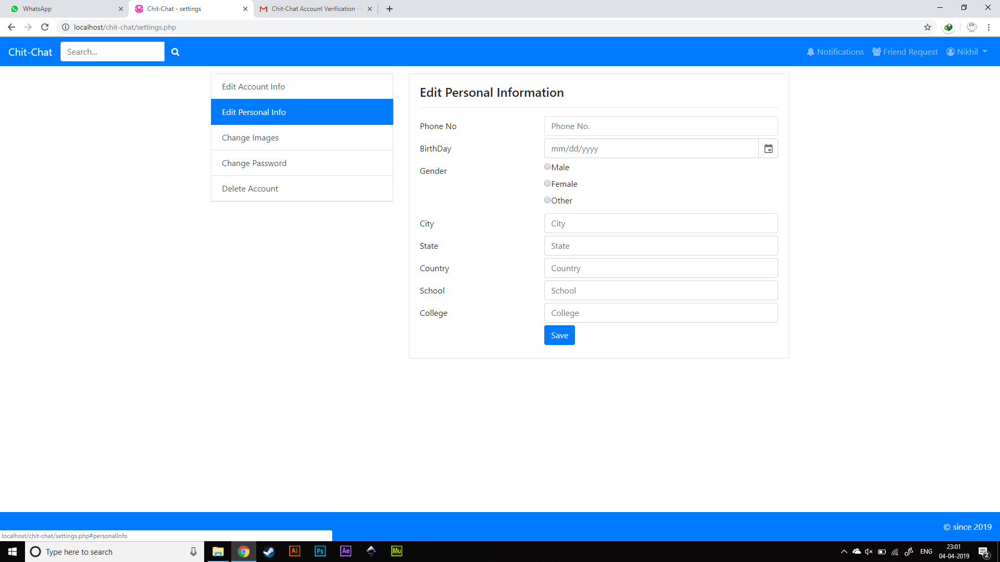 WhatsApp
Chit-Chat - settings
Chit-Chat Account Verification -
localhost/chit-chat/settings.php
Chit-Chat
Search...
Notifications
Friend Request
Nikhil
Edit Account Info
Edit Personal Info
Change Images
Change Password
Delete Account
Edit Personal Information
Phone No
Phone No.
BirthDay
mm/dd/yyyy
Gender
Male
Female
Other
City
City
State
State
Country
Country
School
School
College
College
Save
© since 2019
localhost/chit-chat/settings.php#personalInfo
Type here to search
Ai
Ps
Ae
Mu
ENG
23:01
04-04-2019
2